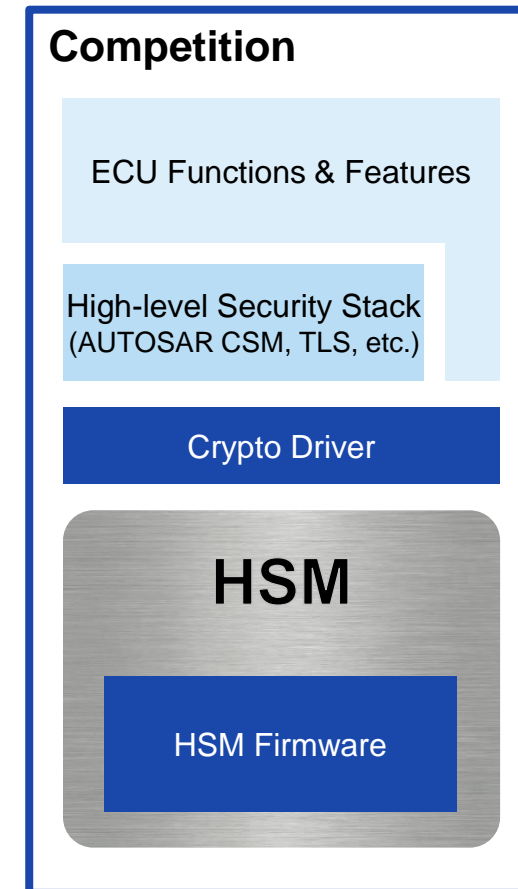 Competition
ECU Functions & Features
High-level Security Stack
(AUTOSAR CSM, TLS, etc.)
Crypto Driver
HSM
HSM Firmware